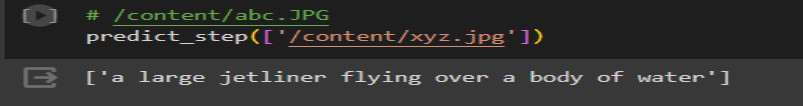 # /content/abc.JPG
predict_step(['/content/xyz.jpg'])
['a large jetliner flying over a body of water']